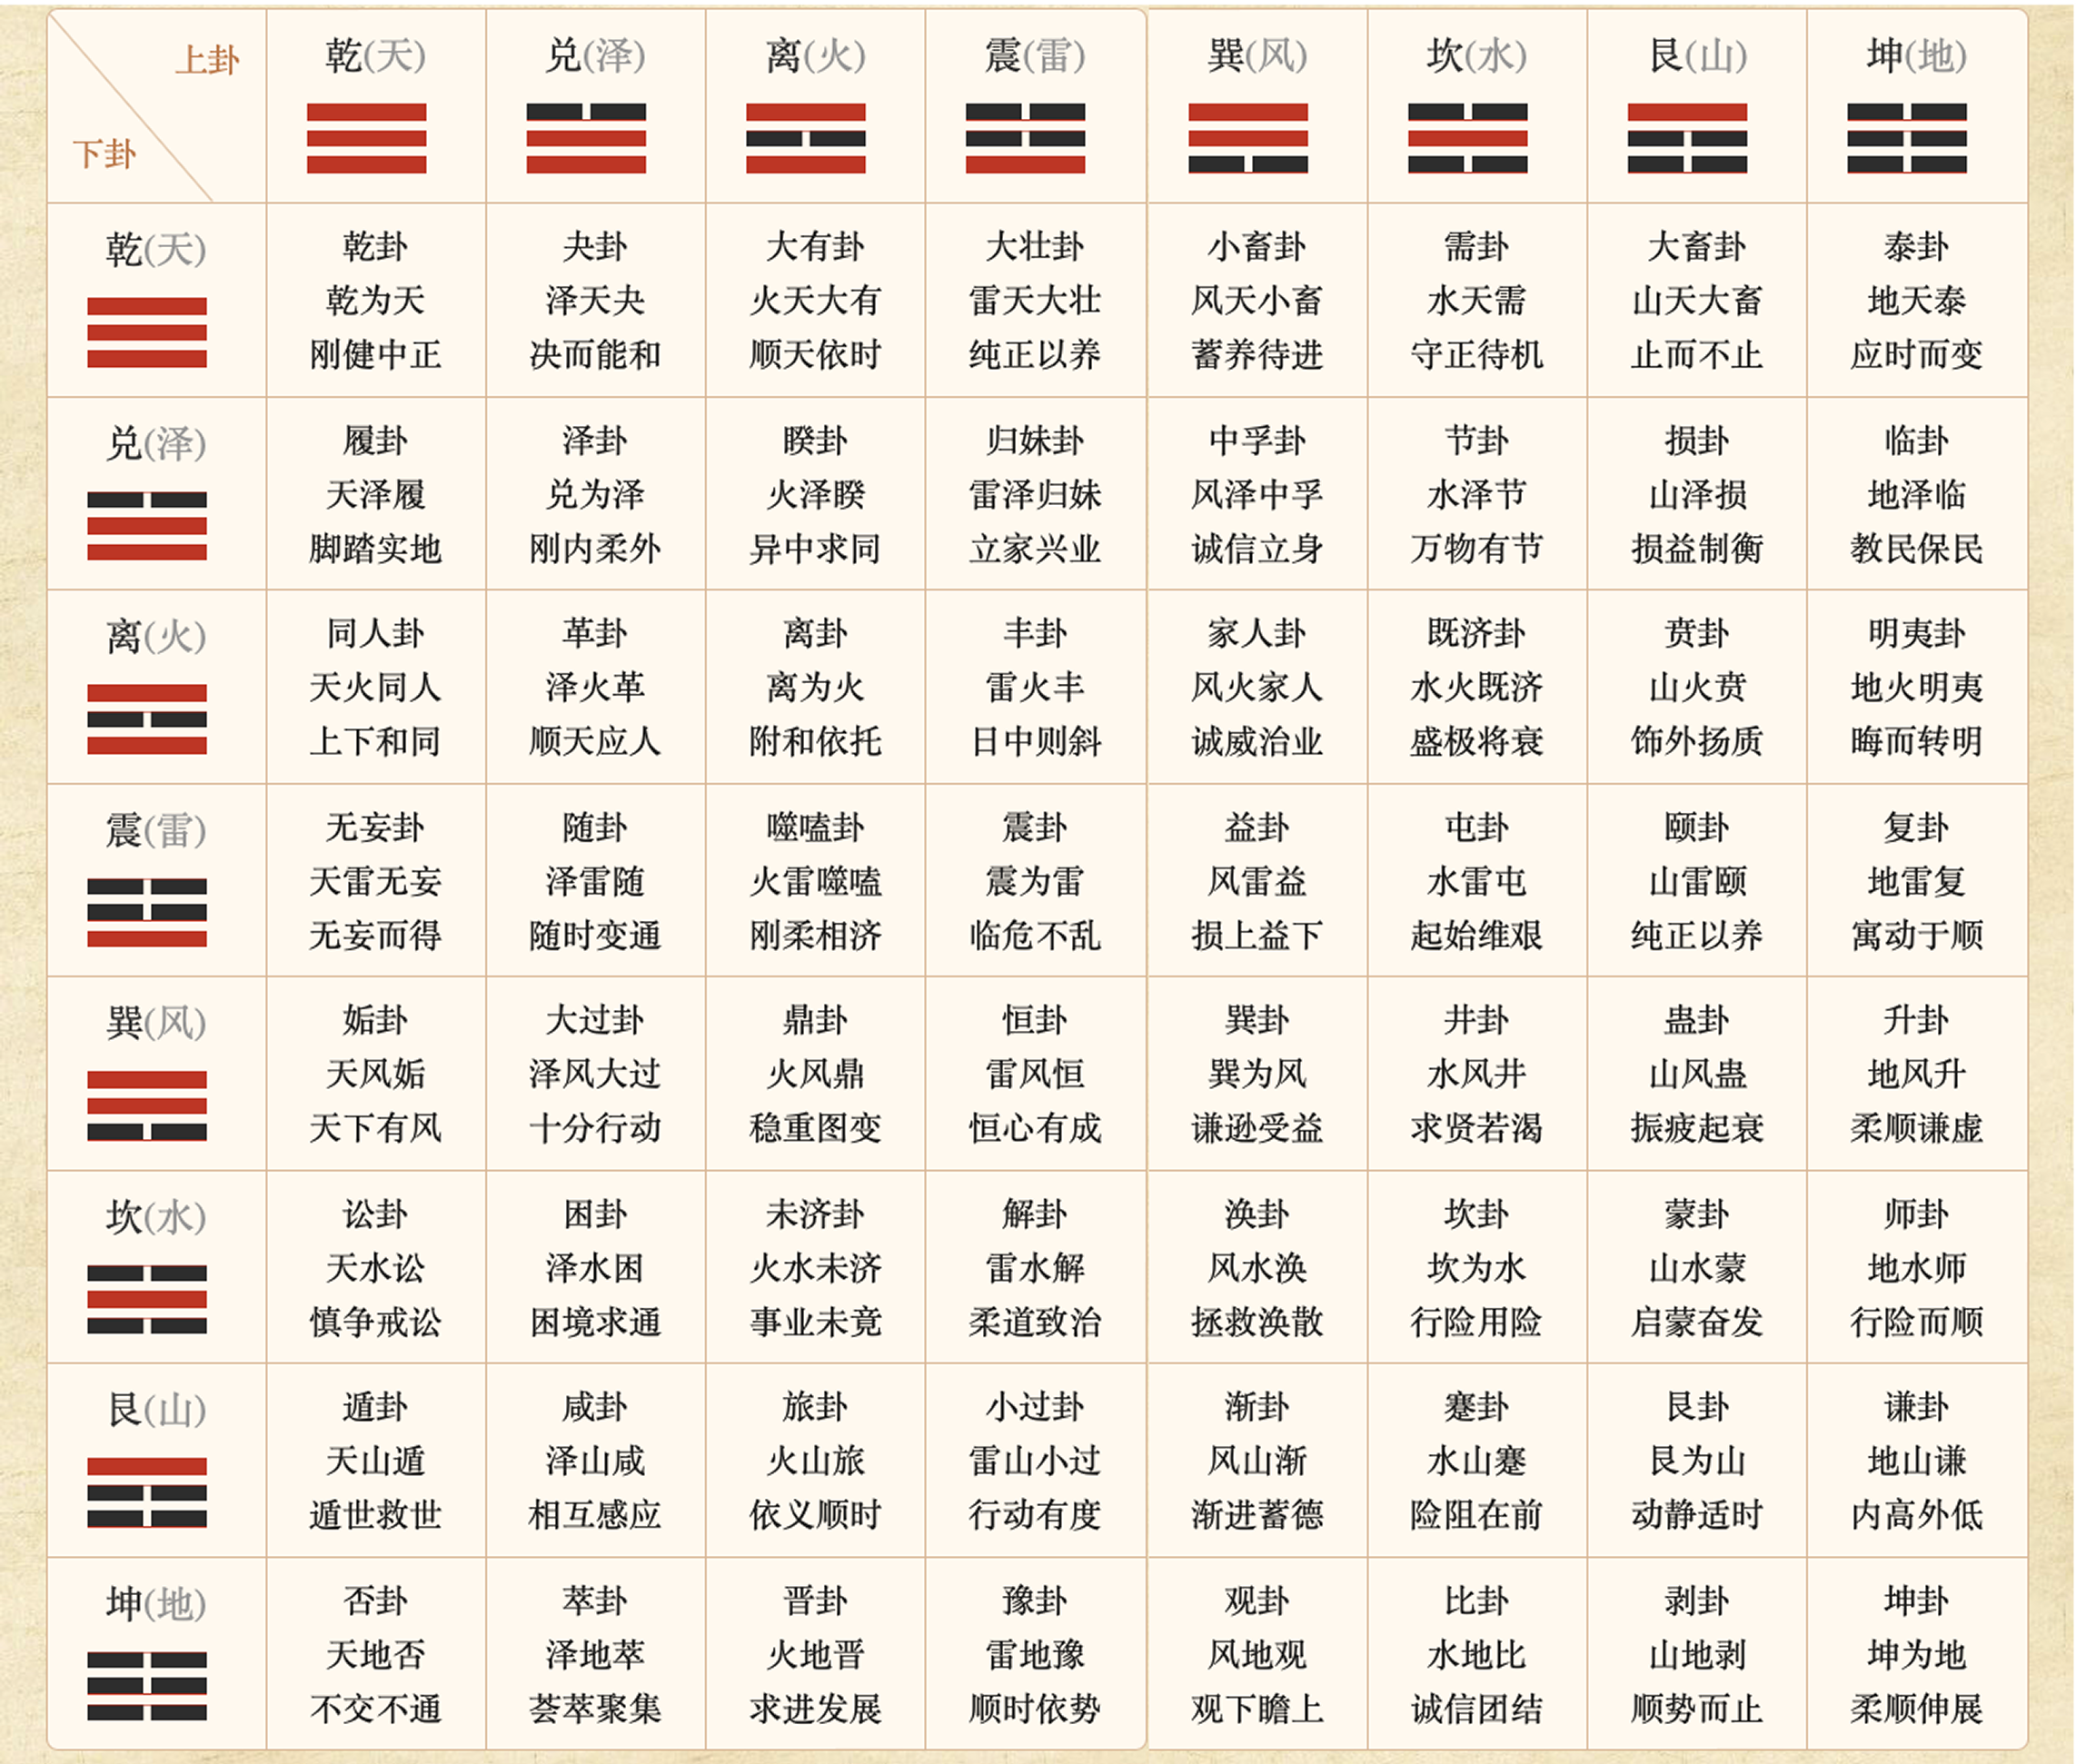 上卦
下卦
乾(天) 兑(泽) 离(火) 震(雷) 巽(风) 坎(水) 艮(山) 坤(地)
乾(天)
乾卦 夬卦 大有卦 大壮卦 小畜卦 需卦 大畜卦 泰卦
乾为天 泽天夬 火天大有 雷天大壮 风天小畜 水天需 山天大畜 地天泰
刚健中正 决而能和 顺天依时 纯正以养 蓄养待进 守正待机 止而不止 应时而变
兑(泽)
履卦 泽卦 睽卦 归妹卦 中孚卦 节卦 损卦 临卦
天泽履 兑为泽 火泽睽 雷泽归妹 风泽中孚 水泽节 山泽损 地泽临
脚踏实地 刚内柔外 异中求同 立家兴业 诚信立身 万物有节 损益制衡 教民保民
离(火)
同人卦 革卦 离卦 丰卦 家人卦 既济卦 贲卦 明夷卦
天火同人 泽火革 离为火 雷火丰 风火家人 水火既济 山火贲 地火明夷
上下和同 顺天应人 附和依托 日中则斜 诚威治业 盛极将衰 饰外扬质 晦而转明
震(雷)
无妄卦 随卦 噬嗑卦 震卦 益卦 屯卦 颐卦 复卦
天雷无妄 泽雷随 火雷噬嗑 震为雷 风雷益 水雷屯 山雷颐 地雷复
无妄而得 随时变通 刚柔相济 临危不乱 损上益下 起始维艰 纯正以养 寓动于顺
巽(风)
姤卦 大过卦 鼎卦 恒卦 巽卦 井卦 蛊卦 升卦
天风姤 泽风大过 火风鼎 雷风恒 巽为风 水风井 山风蛊 地风升
天下有风 十分行动 稳重图变 恒心有成 谦逊受益 求贤若渴 振疲起衰 柔顺谦虚
坎(水)
讼卦 困卦 未济卦 解卦 涣卦 坎卦 蒙卦 师卦
天水讼 泽水困 火水未济 雷水解 风水涣 坎为水 山水蒙 地水师
慎争戒讼 困境求通 事业未竟 柔道致治 拯救涣散 行险用险 启蒙奋发 行险而顺
艮(山)
遁卦 咸卦 旅卦 小过卦 渐卦 蹇卦 艮卦 谦卦
天山遁 泽山咸 火山旅 雷山小过 风山渐 水山蹇 艮为山 地山谦
遁世救世 相互感应 依义顺时 行动有度 渐进蓄德 险阻在前 动静适时 内高外低
坤(地)
否卦 萃卦 晋卦 豫卦 观卦 比卦 剥卦 坤卦
天地否 泽地萃 火地晋 雷地豫 风地观 水地比 山地剥 坤为地
不交不通 荟萃聚集 求进发展 顺时依势 观下瞻上 诚信团结 顺势而止 柔顺伸展